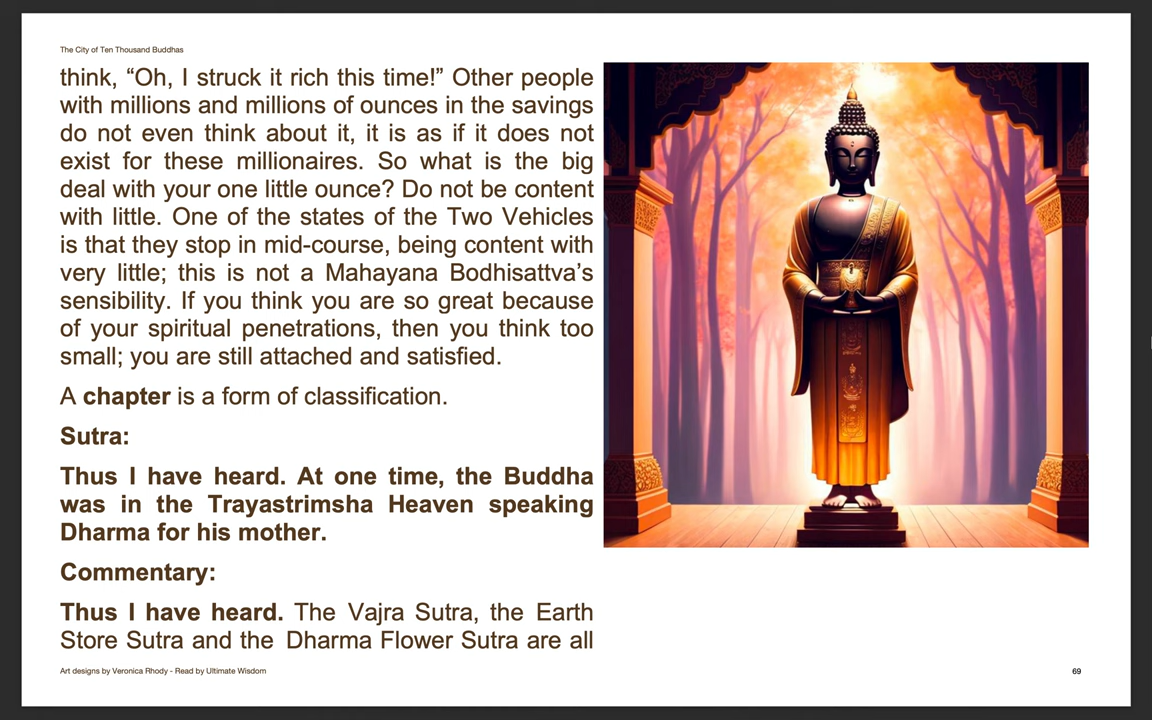 The City of Ten Thousand Buddhas
think, “Oh, I struck it rich this time!” Other people
with millions and millions of ounces in the savings
do not even think about it, it is as if it does not
exist for these millionaires. So what is the big
deal with your one little ounce? Do not be content
with little. One of the states of the Two Vehicles
is that they stop in mid-course, being content with
very little; this is not a Mahayana Bodhisattva’s
sensibility. If you think you are so great because
of your spiritual penetrations, then you think too
small; you are still attached and satisfied.
A chapter is a form of classification.
Sutra:
Thus I have heard. At one time, the Buddha
was in the Trayastrimsha Heaven speaking
Dharma for his mother.
Commentary:
Thus I have heard. The Vajra Sutra, the Earth
Store Sutra and the Dharma Flower Sutra are all
Art designs by Veronica Rhody - Read by Ultimate Wisdom
69